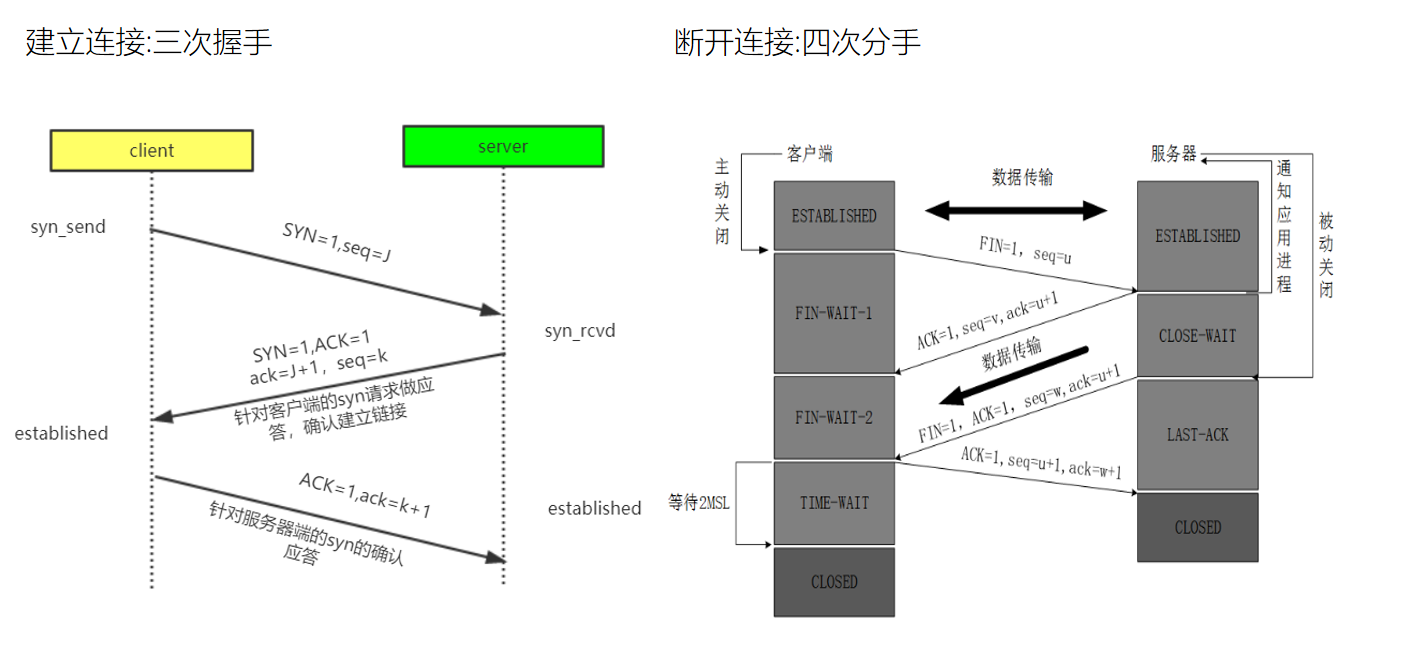 建立连接:三次握手
断开连接:四次分手
client
server
syn_send
SYN=1,seq=J
syn_rcvd
SYN=1,ACK=1
ack=J+1，seq=k
针对客户端的syn请求做应
答，确认建立链接
established
ACK=1,ack=k+1
针对服务器端的syn的确认
应答
established
客户端
服务器
主动关闭
数据传输
通知应用进程
被动关闭
ESTABLISHED
ESTABLISHED
FIN=1，seq=u
FIN-WAIT-1
ACK=1,seq=v,ack=u+1
CLOSE-WAIT
数据传输
FIN-WAIT-2
FIN=1，ACK=1，seq=w,ack=u+1
LAST-ACK
ACK=1,seq=u+1,ack=w+1
等待2MSL
TIME-WAIT
CLOSED
CLOSED